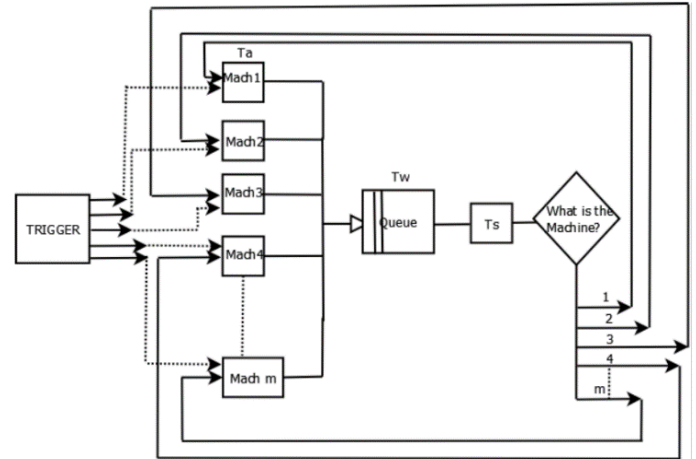 Ta
Mach1
Mach2
Mach3
TRIGGER
Mach4
Mach m
Tw
Queue
Ts
What is the
Machine?
1
2
3
4
m